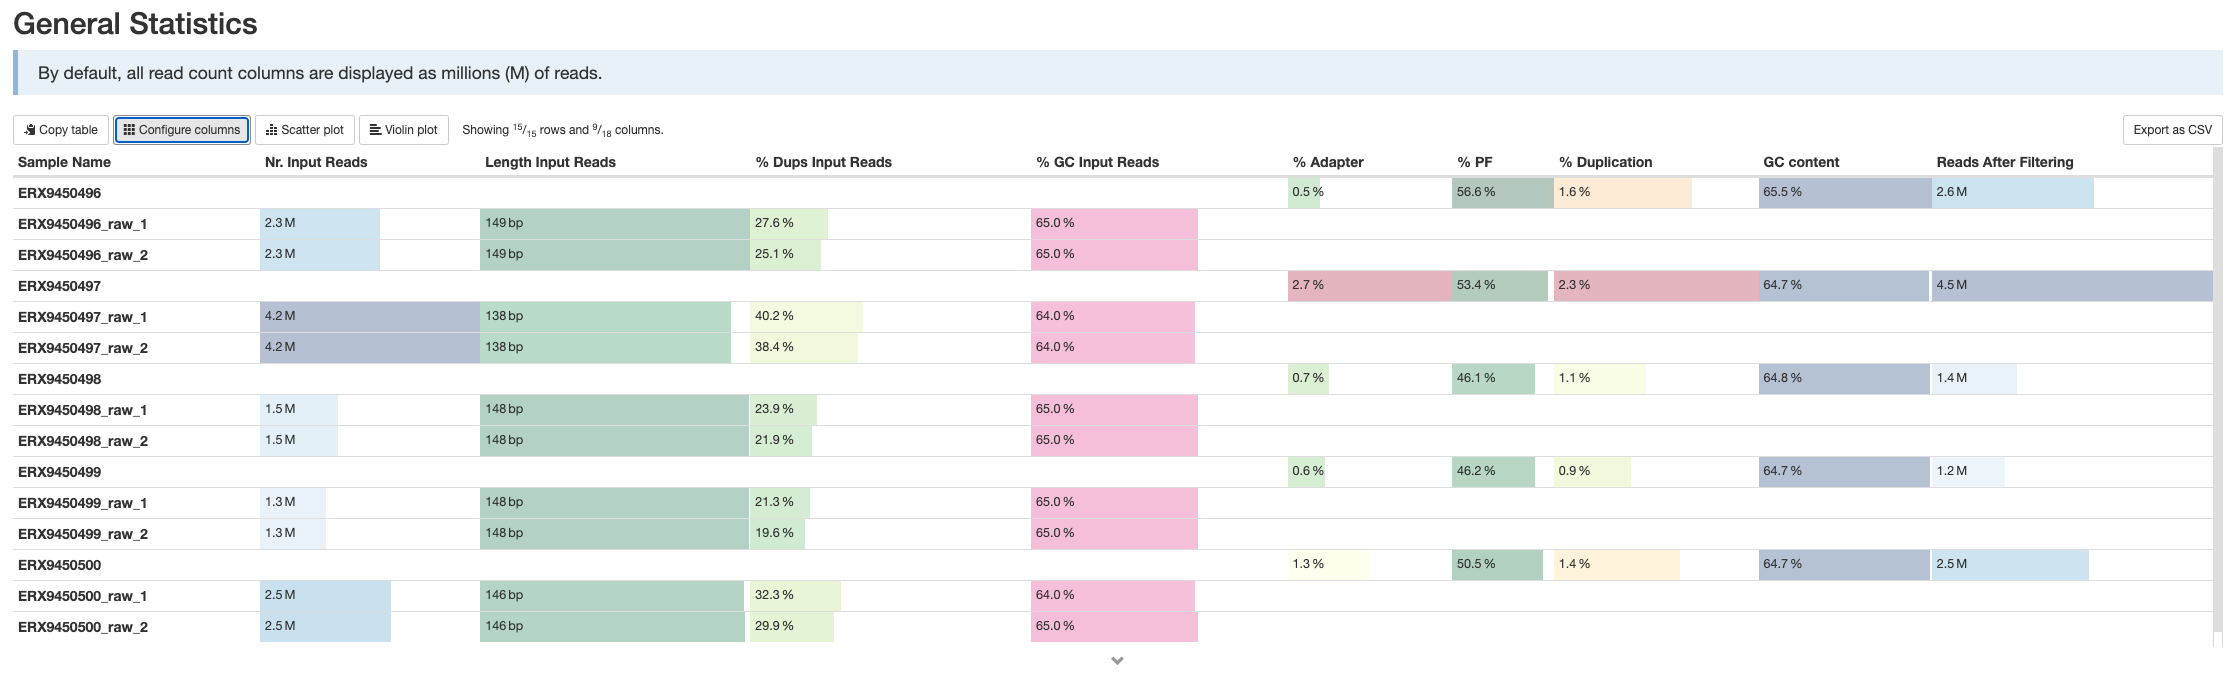 General Statistics
By default, all read count columns are displayed as millions (M) of reads.
Copy table Configure columns Scatter plot Violin plot Showing 15/15 rows and 9/18 columns. Export as CSV
Sample Name Nr. Input Reads Length Input Reads % Dups Input Reads % GC Input Reads % Adapter % PF % Duplication GC content Reads After Filtering
ERX9450496 0.5 % 56.6 % 1.6 % 65.5 % 2.6 M
ERX9450496_raw_1 2.3 M 149 bp 27.6 % 65.0 %
ERX9450496_raw_2 2.3 M 149 bp 25.1 % 65.0 %
ERX9450497 2.7 % 53.4 % 2.3 % 64.7 % 4.5 M
ERX9450497_raw_1 4.2 M 138 bp 40.2 % 64.0 %
ERX9450497_raw_2 4.2 M 138 bp 38.4 % 64.0 %
ERX9450498 0.7 % 46.1 % 1.1 % 64.8 % 1.4 M
ERX9450498_raw_1 1.5 M 148 bp 23.9 % 65.0 %
ERX9450498_raw_2 1.5 M 148 bp 21.9 % 65.0 %
ERX9450499 0.6 % 46.2 % 0.9 % 64.7 % 1.2 M
ERX9450499_raw_1 1.3 M 148 bp 21.3 % 65.0 %
ERX9450499_raw_2 1.3 M 148 bp 19.6 % 65.0 %
ERX9450500 1.3 % 50.5 % 1.4 % 64.7 % 2.5 M
ERX9450500_raw_1 2.5 M 146 bp 32.3 % 64.0 %
ERX9450500_raw_2 2.5 M 146 bp 29.9 % 65.0 %